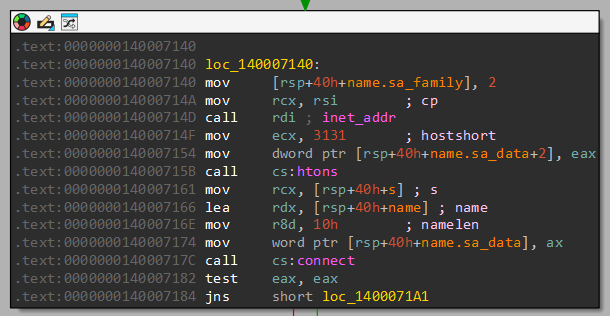 .text:0000000140007140
.text:0000000140007140 loc_140007140:
.text:0000000140007140 mov     [rsp+40h+name.sa_family], 2
.text:000000014000714A mov     rcx, rsi        ; cp
.text:000000014000714D call    rdi ; inet_addr
.text:000000014000714F mov     ecx, 3131       ; hostshort
.text:0000000140007154 mov     dword ptr [rsp+40h+name.sa_data+2], eax
.text:000000014000715B call    cs:htons
.text:0000000140007161 mov     rcx, [rsp+40h+s] ; s
.text:0000000140007166 lea     rdx, [rsp+40h+name] ; name
.text:000000014000716E mov     r8d, 10h        ; namelen
.text:0000000140007174 mov     word ptr [rsp+40h+name.sa_data], ax
.text:000000014000717C call    cs:connect
.text:0000000140007182 test    eax, eax
.text:0000000140007184 jns     short loc_1400071A1